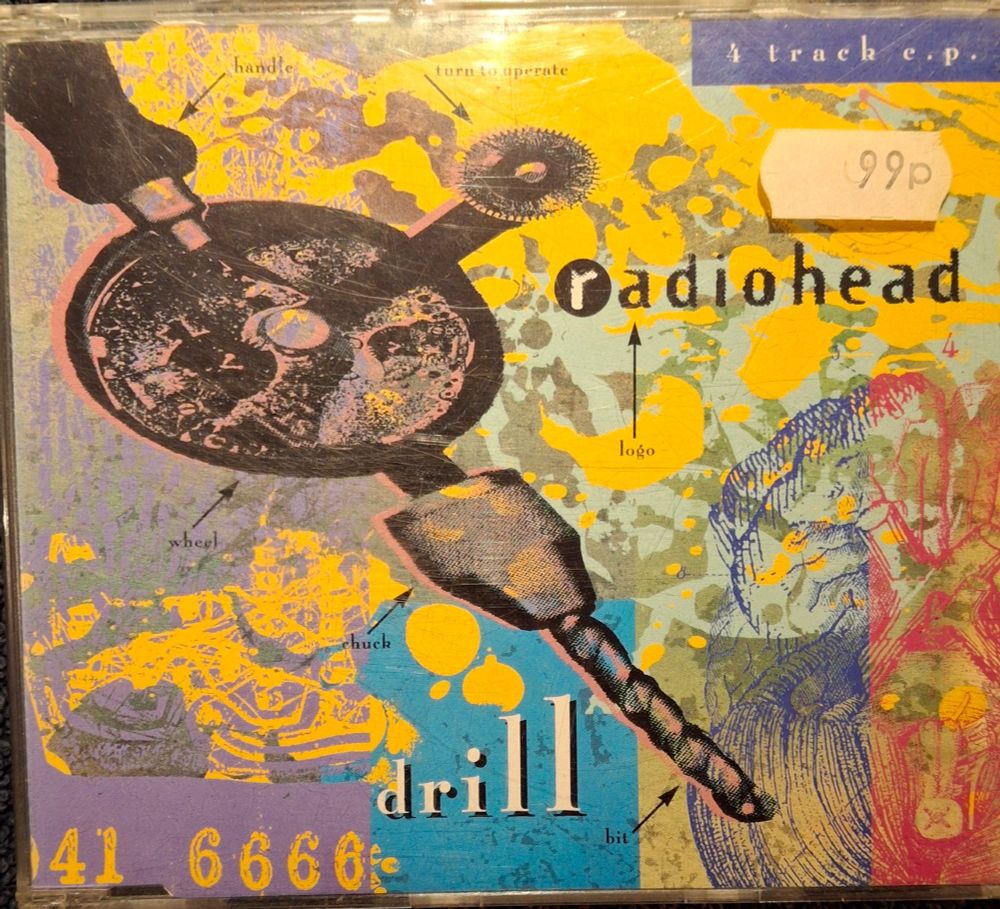 4 track e.p.
handle
turn to operate
99p
radiohead
4
logo
wheel
chuck
drill
bit
41 6666